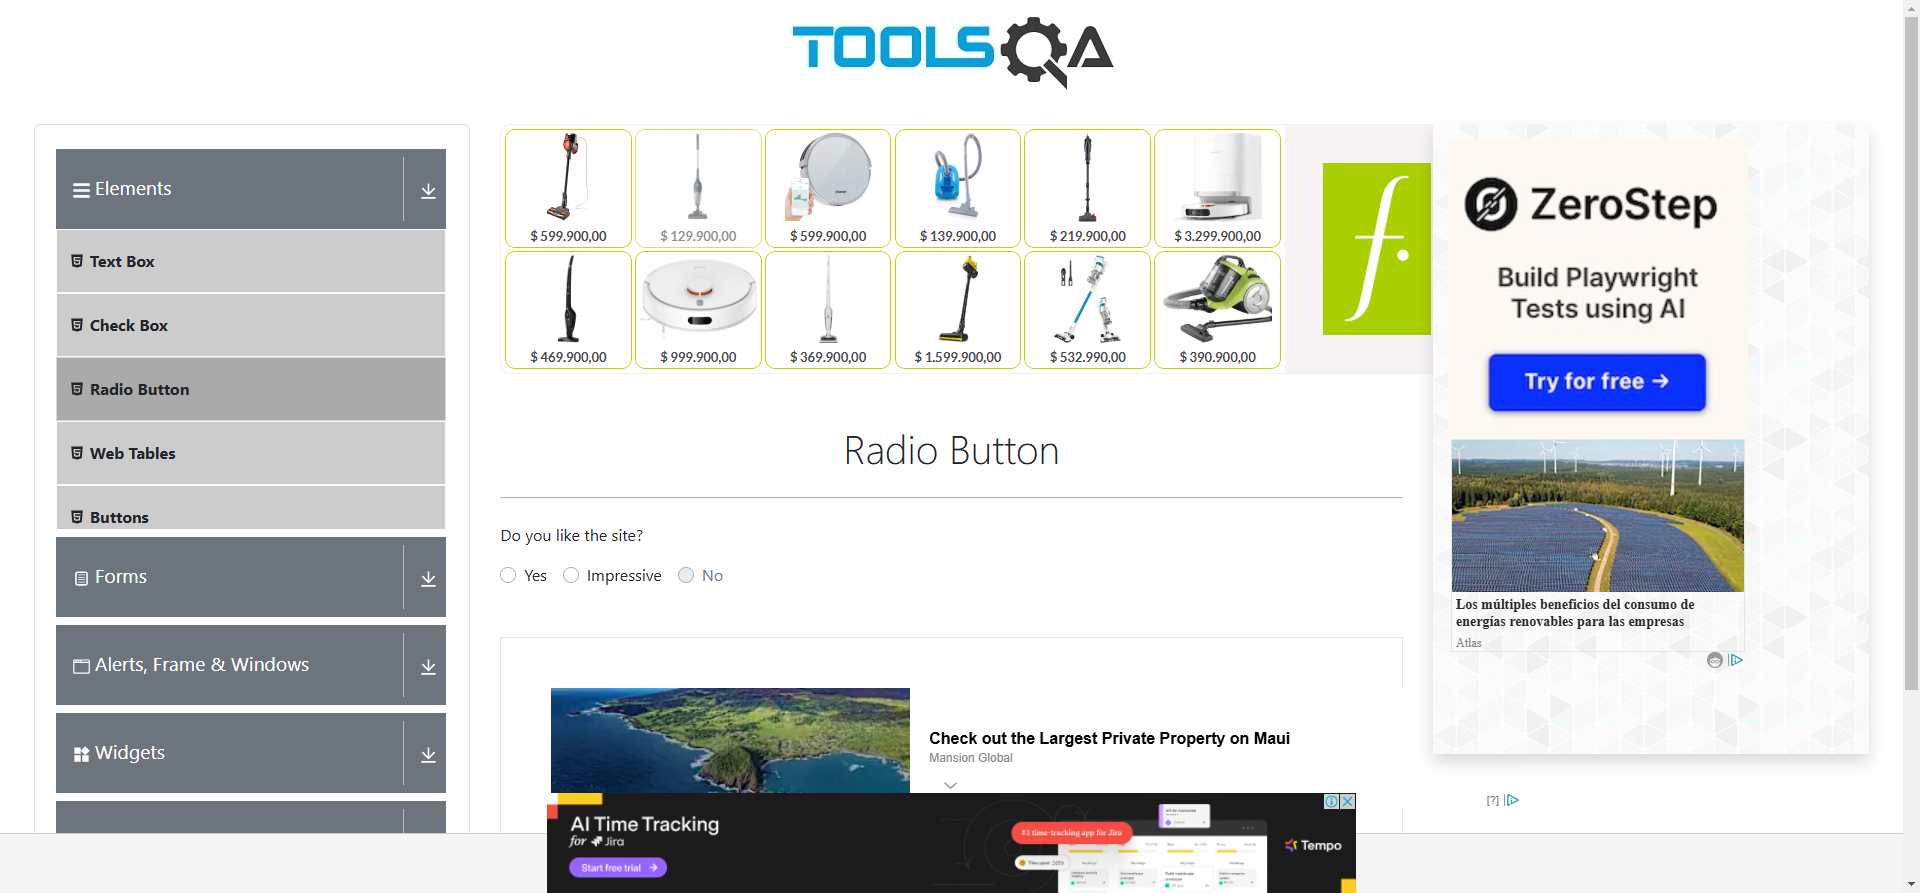 TOOLSQA
Elements
Text Box
Check Box
Radio Button
Web Tables
Buttons
Forms
Alerts, Frame & Windows
Widgets
$ 599.900,00
$ 129.900,00
$ 599.900,00
$ 139.900,00
$ 219.900,00
$ 3.299.900,00
$ 469.900,00
$ 999.900,00
$ 369.900,00
$ 1.599.900,00
$ 532.990,00
$ 390.900,00
f.
Radio Button
Do you like the site?
Yes
Impressive
No
Check out the Largest Private Property on Maui
Mansion Global
ZeroStep
Build Playwright
Tests using AI
Try for free →
Los múltiples beneficios del consumo de
energías renovables para las empresas
Atlas
[?]
AI Time Tracking
for Jira
Start free trial →
#1 time-tracking app for Jira
Tempo